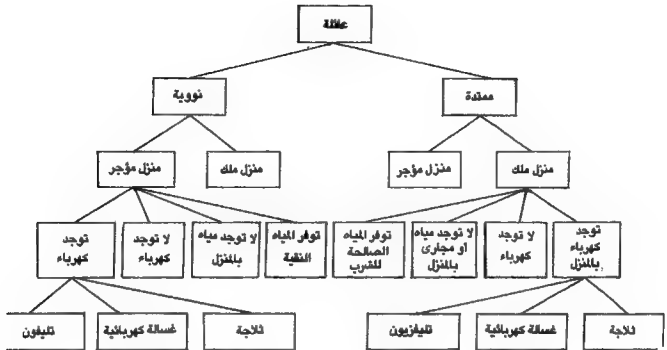 عائلة
ممتدة
نووية
منزل ملك
منزل مؤجر
منزل ملك
منزل مؤجر
توجد
كهرباء
بالمنزل
لا توجد
كهرباء
لا توجد مياه
او مجارى
بالمنزل
توفر المياه
الصالحة
للشرب
توفر المياه
النقية
لا توجد مياه
بالمنزل
لا توجد
كهرباء
توجد
كهرباء
ثلاجة
غسالة كهربائية
تليفزيون
ثلاجة
غسالة كهربائية
تليفون